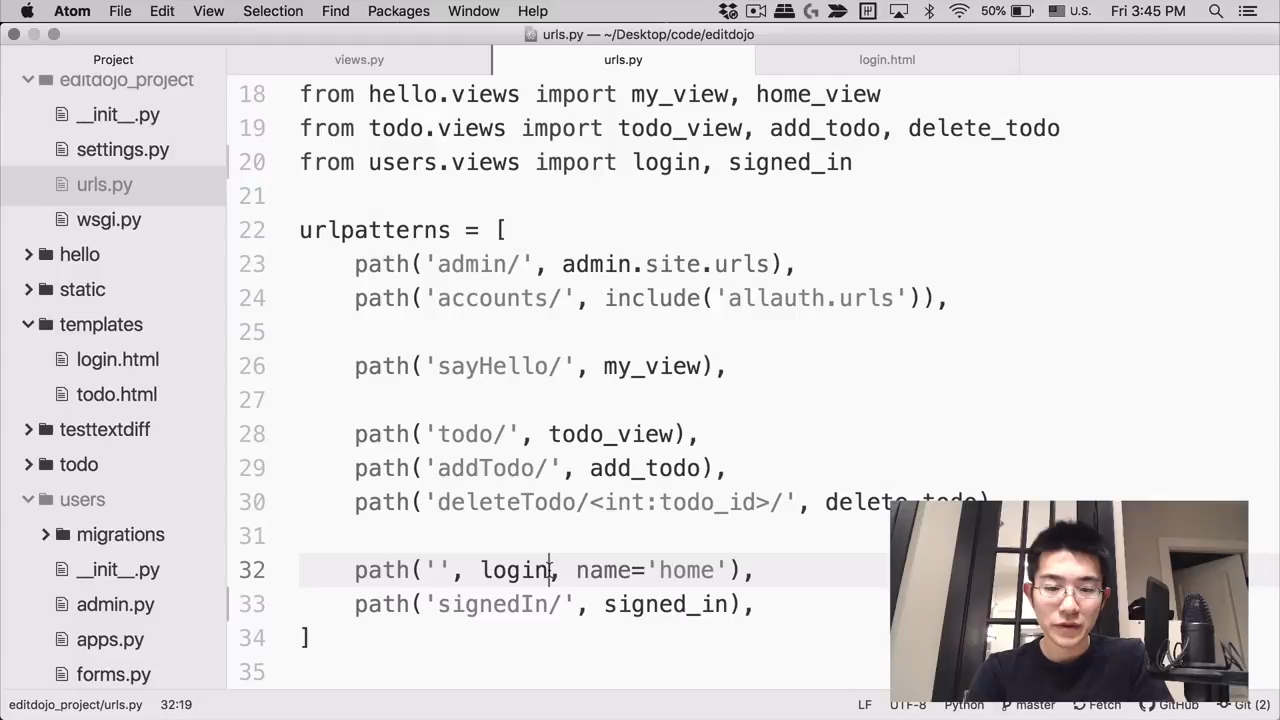 Atom File Edit View Selection Find Packages Window Help 50% U.S. Fri 3:45 PM
urls.py — ~/Desktop/code/editdojo
Project views.py urls.py login.html
editdojo_project
__init__.py
settings.py
urls.py
wsgi.py
hello
static
templates
login.html
todo.html
testtextdiff
todo
users
migrations
__init__.py
admin.py
apps.py
forms.py
18 from hello.views import my_view, home_view
19 from todo.views import todo_view, add_todo, delete_todo
20 from users.views import login, signed_in
21
22 urlpatterns = [
23 path('admin/', admin.site.urls),
24 path('accounts/', include('allauth.urls')),
25
26 path('sayHello/', my_view),
27
28 path('todo/', todo_view),
29 path('addTodo/', add_todo),
30 path('deleteTodo/<int:todo_id>/', delete_todo)
31
32 path('', login, name='home'),
33 path('signedIn/', signed_in),
34 ]
35
editdojo_project/urls.py 32:19 LF UTF-8 Python master Fetch GitHub Git (2)